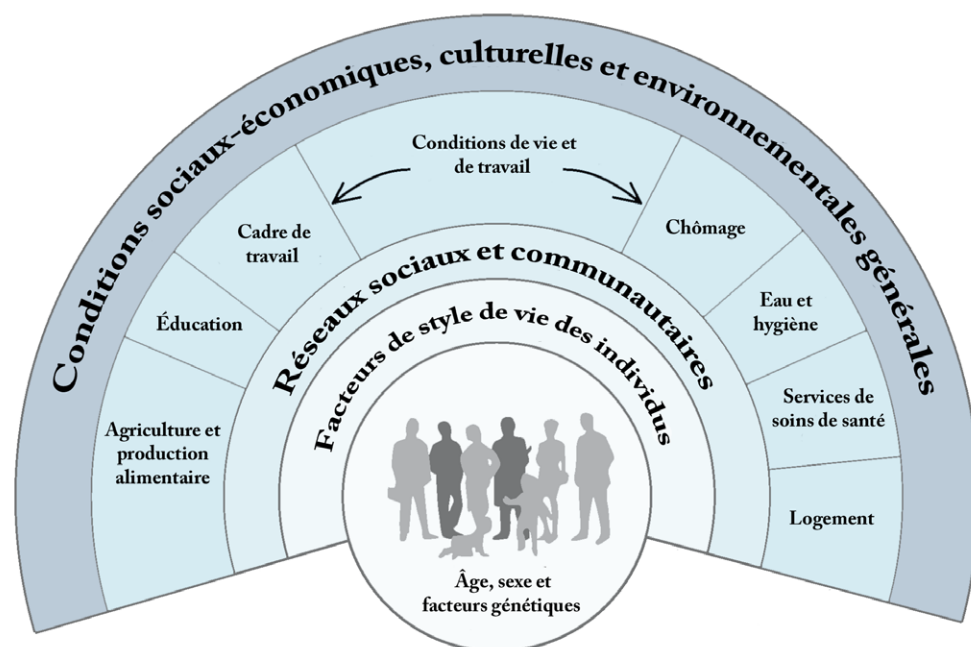 Conditions sociaux-économiques, culturelles et environnementales générales
Conditions de vie et
de travail
Cadre de
travail
Chômage
Éducation
Eau et
hygiène
Agriculture et
production
alimentaire
Services de
soins de santé
Logement
Réseaux sociaux et communautaires
Facteurs de style de vie des individus
Âge, sexe et
facteurs génétiques